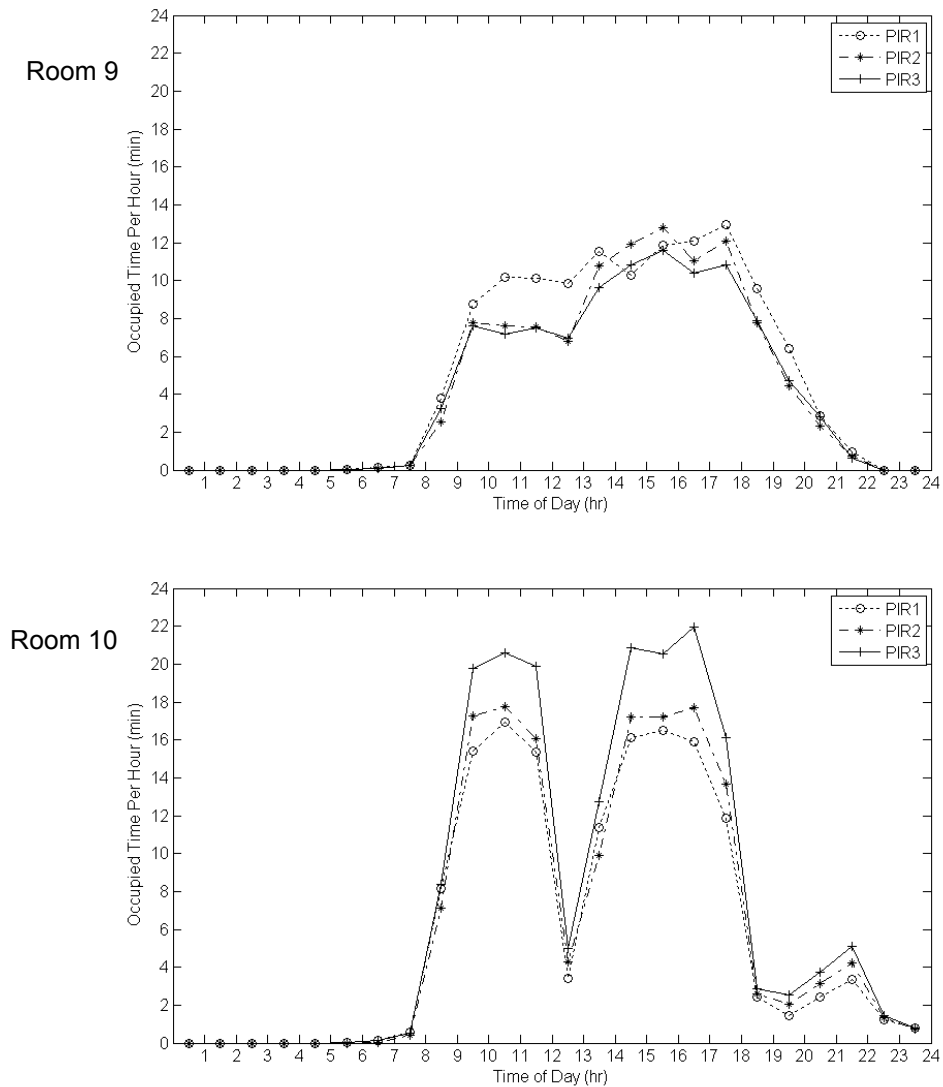 Room 9
24
22
20
18
16
14
12
10
8
6
4
2
0
Occupied Time Per Hour (min)
PIR1
PIR2
PIR3
1 2 3 4 5 6 7 8 9 10 11 12 13 14 15 16 17 18 19 20 21 22 23 24
Time of Day (hr)
Room 10
24
22
20
18
16
14
12
10
8
6
4
2
0
Occupied Time Per Hour (min)
PIR1
PIR2
PIR3
1 2 3 4 5 6 7 8 9 10 11 12 13 14 15 16 17 18 19 20 21 22 23 24
Time of Day (hr)